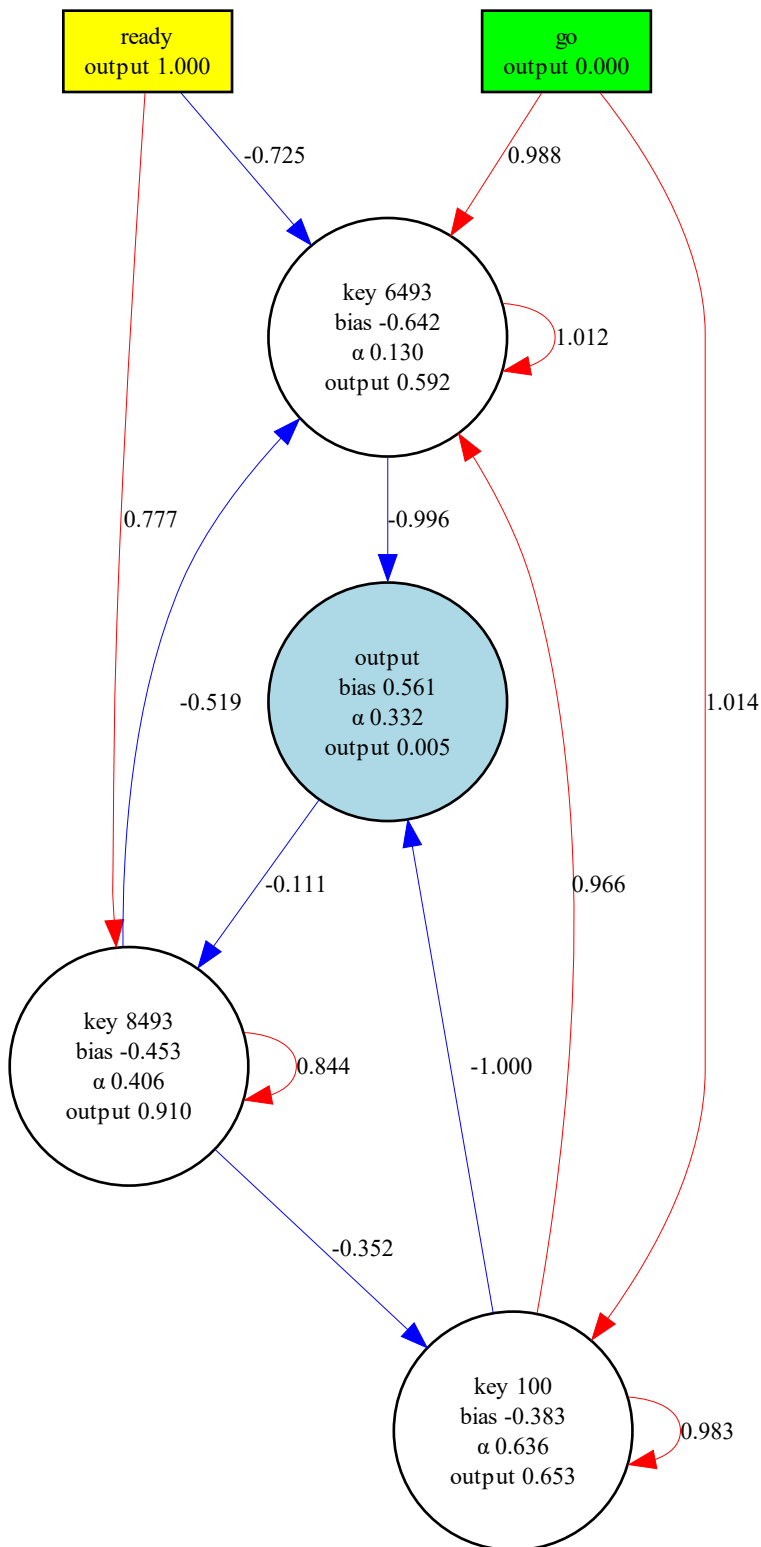 ready
output 1.000
go
output 0.000
-0.725
0.988
key 6493
bias -0.642
α 0.130
output 0.592
1.012
0.777
-0.996
output
bias 0.561
α 0.332
output 0.005
-0.519
1.014
-0.111
0.966
key 8493
bias -0.453
α 0.406
output 0.910
0.844
-1.000
-0.352
key 100
bias -0.383
α 0.636
output 0.653
0.983